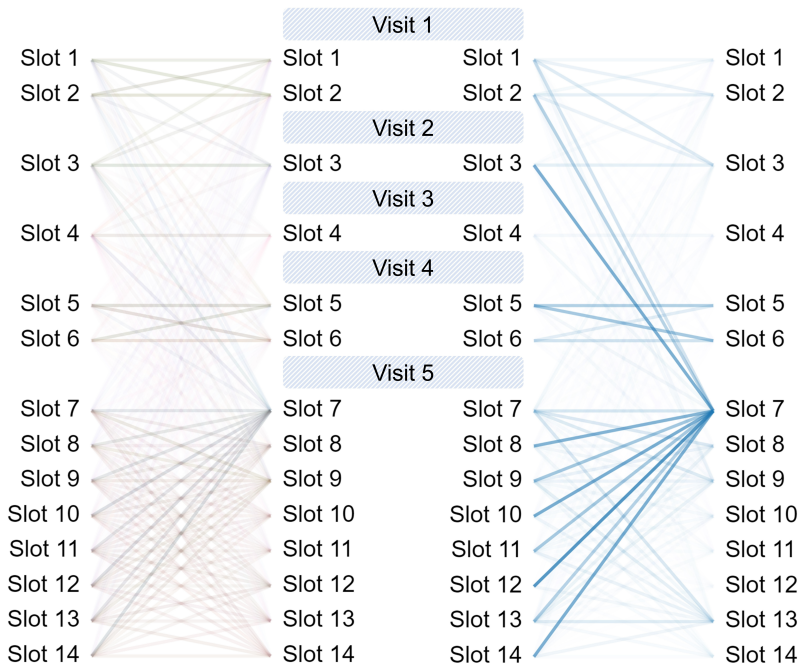 Visit 1
Slot 1 Slot 1 Slot 1 Slot 1
Slot 2 Slot 2 Slot 2 Slot 2
Visit 2
Slot 3 Slot 3 Slot 3 Slot 3
Visit 3
Slot 4 Slot 4 Slot 4 Slot 4
Visit 4
Slot 5 Slot 5 Slot 5 Slot 5
Slot 6 Slot 6 Slot 6 Slot 6
Visit 5
Slot 7 Slot 7 Slot 7 Slot 7
Slot 8 Slot 8 Slot 8 Slot 8
Slot 9 Slot 9 Slot 9 Slot 9
Slot 10 Slot 10 Slot 10 Slot 10
Slot 11 Slot 11 Slot 11 Slot 11
Slot 12 Slot 12 Slot 12 Slot 12
Slot 13 Slot 13 Slot 13 Slot 13
Slot 14 Slot 14 Slot 14 Slot 14